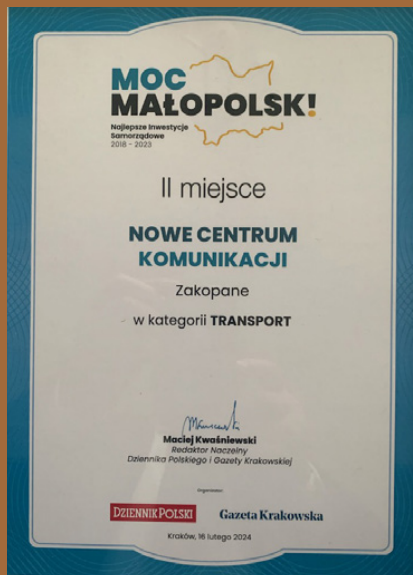 MOC
MAŁOPOLSK!
Najlepsze Inwestycje
Samorządowe
2018 - 2023
II miejsce
NOWE CENTRUM
KOMUNIKACJI
Zakopane
w kategorii TRANSPORT
Maciej Kwaśniewski
Redaktor Naczelny
Dziennika Polskiego i Gazety Krakowskiej
Organizator:
DZIENNIK POLSKI Gazeta Krakowska
Kraków, 16 lutego 2024